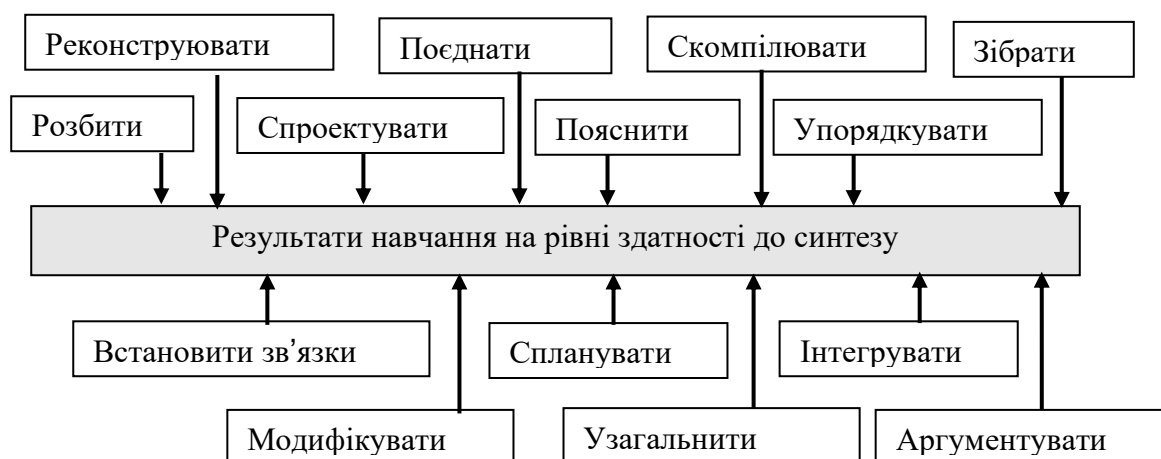 Реконструювати
Поєднати
Скомпілювати
Зібрати
Розбити
Спроектувати
Пояснити
Упорядкувати
Результати навчання на рівні здатності до синтезу
Встановити зв’язки
Спланувати
Інтегрувати
Модифікувати
Узагальнити
Аргументувати